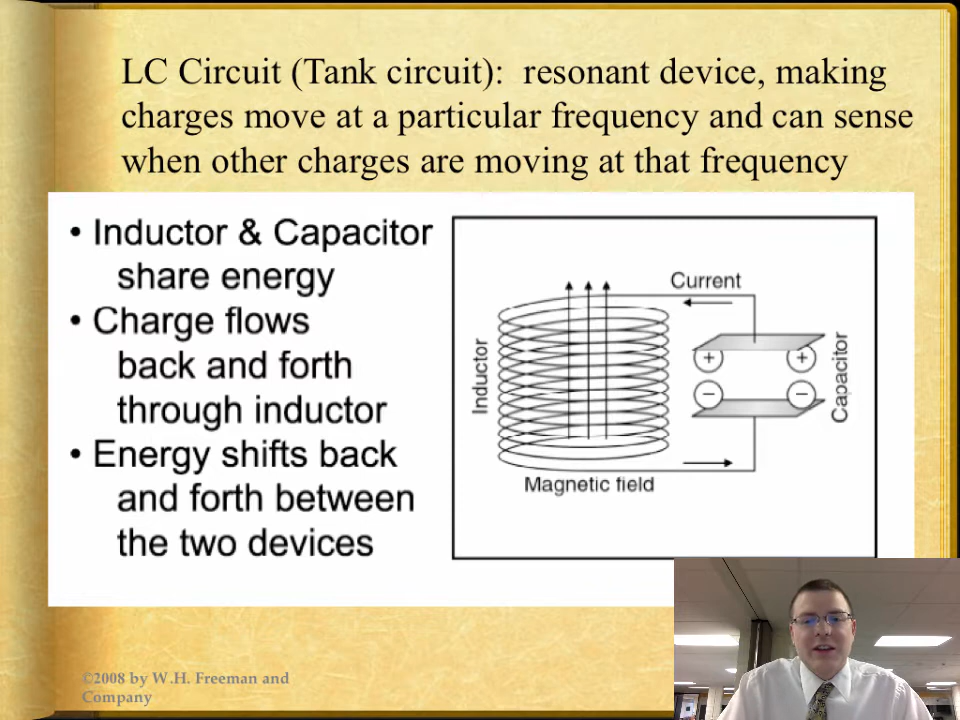 LC Circuit (Tank circuit):  resonant device, making
charges move at a particular frequency and can sense
when other charges are moving at that frequency
• Inductor & Capacitor
share energy
• Charge flows
back and forth
through inductor
• Energy shifts back
and forth between
the two devices
Current
Inductor
Capacitor
+ +
− −
Magnetic field
©2008 by W.H. Freeman and
Company